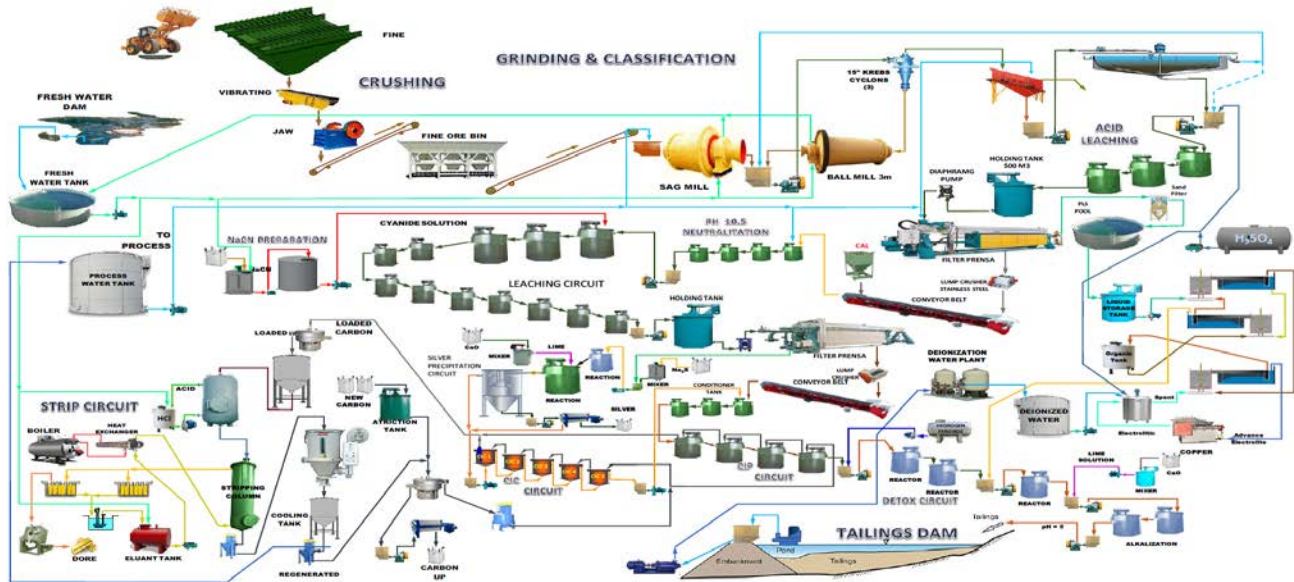 FINE
GRINDING & CLASSIFICATION
CRUSHING
VIBRATING
JAW
FRESH WATER
DAM
FINE ORE BIN
15" KREBS
CYCLONS
(3)
SAG MILL
BALL MILL 3m
ACID
LEACHING
HOLDING TANK
500 M3
DIAPHRAMG
PUMP
FRESH
WATER TANK
Sand
Filter
PLS
POOL
H2SO4
TO
PROCESS
NaCN PREPARATION
CYANIDE SOLUTION
PH 10.5
NEUTRALITATION
CAL
FILTER PRENSA
LUMP CRUSHER
STAINLESS STEEL
CONVEYOR BELT
PROCESS
WATER TANK
NaCN
LEACHING CIRCUIT
HOLDING TANK
LIQUID
STORAGE
TANK
Organic
Tank
LOADED
LOADED
CARBON
SILVER
PRECIPITATION
CIRCUIT
CaO
MIXER
LIME
REACTION
REACTION
MIXER
SILVER
FILTER PRENSA
LUMP
CRUSHER
CONVEYOR BELT
CONDITIONER
TANK
DEIONIZATION
WATER PLANT
DEIONIZED
WATER
Spent
Electrolitic
Advance
Electrolite
COPPER
STRIP CIRCUIT
ACID
HCl
NEW
CARBON
ATRICTION
TANK
BOILER
HEAT
EXCHANGER
STRIPPING
COLUMN
COOLING
TANK
CIC
CIRCUIT
CIP
CIRCUIT
HYDROGEN
REACTOR
REACTOR
DETOX CIRCUIT
REACTOR
LIME
SOLUTION
CaO
MIXER
DORE
ELUANT TANK
REGENERATED
CARBON
UP
TAILINGS DAM
Pond
Embankment
Tailings
Tailings
ALKALIZATION